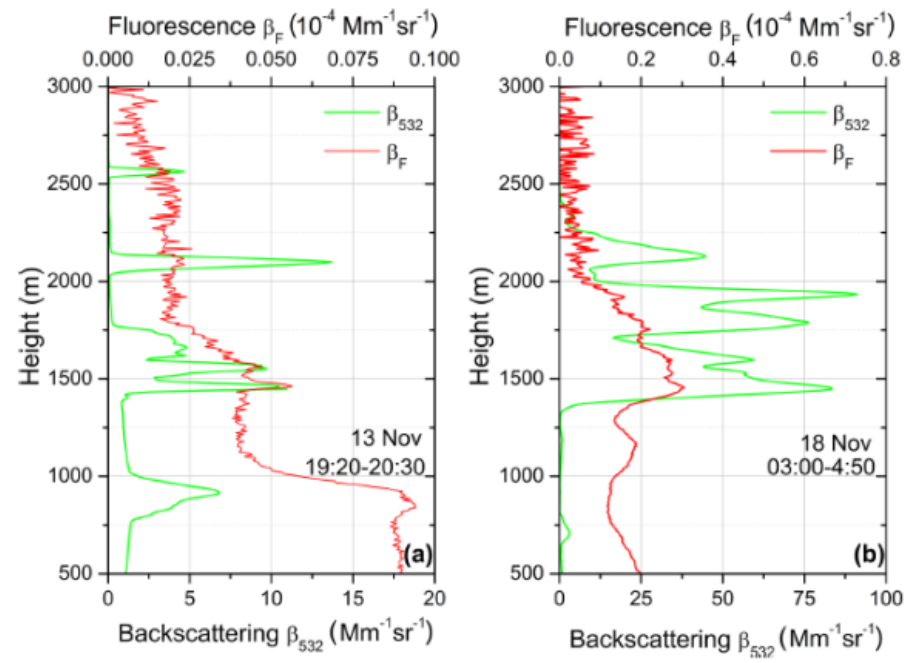 Fluorescence β_F (10⁻⁴ Mm⁻¹sr⁻¹)
0.000 0.025 0.050 0.075 0.100
3000
2500
2000
1500
1000
500
Height (m)
β_532
β_F
13 Nov
19:20-20:30
(a)
0 5 10 15 20
Backscattering β_532 (Mm⁻¹sr⁻¹)
Fluorescence β_F (10⁻⁴ Mm⁻¹sr⁻¹)
0.0 0.2 0.4 0.6 0.8
3000
2500
2000
1500
1000
500
Height (m)
β_532
β_F
18 Nov
03:00-4:50
(b)
0 25 50 75 100
Backscattering β_532 (Mm⁻¹sr⁻¹)